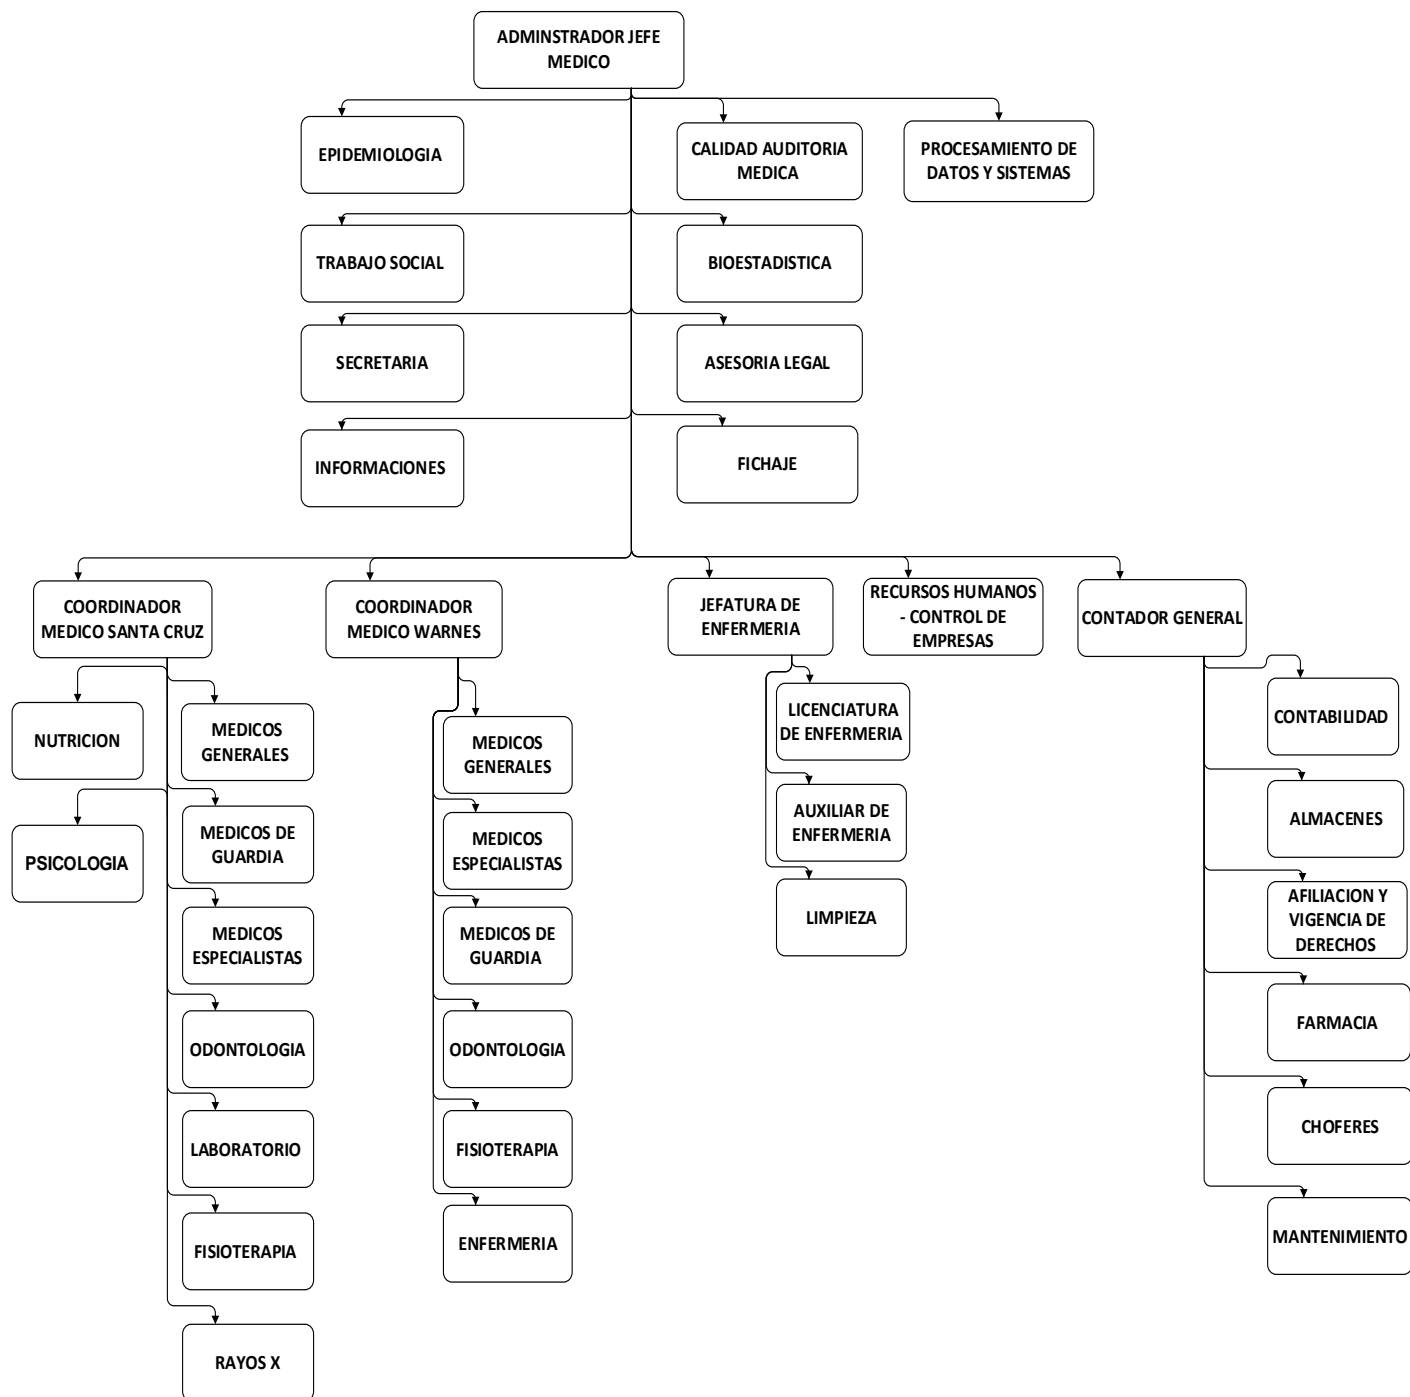 ADMINSTRADOR JEFE
MEDICO
EPIDEMIOLOGIA
CALIDAD AUDITORIA
MEDICA
PROCESAMIENTO DE
DATOS Y SISTEMAS
TRABAJO SOCIAL
BIOESTADISTICA
SECRETARIA
ASESORIA LEGAL
INFORMACIONES
FICHAJE
COORDINADOR
MEDICO SANTA CRUZ
COORDINADOR
MEDICO WARNES
JEFATURA DE
ENFERMERIA
RECURSOS HUMANOS
- CONTROL DE
EMPRESAS
CONTADOR GENERAL
NUTRICION
PSICOLOGIA
MEDICOS
GENERALES
MEDICOS DE
GUARDIA
MEDICOS
ESPECIALISTAS
ODONTOLOGIA
LABORATORIO
FISIOTERAPIA
RAYOS X
MEDICOS
GENERALES
MEDICOS
ESPECIALISTAS
MEDICOS DE
GUARDIA
ODONTOLOGIA
FISIOTERAPIA
ENFERMERIA
LICENCIATURA
DE ENFERMERIA
AUXILIAR DE
ENFERMERIA
LIMPIEZA
CONTABILIDAD
ALMACENES
AFILIACION Y
VIGENCIA DE
DERECHOS
FARMACIA
CHOFERES
MANTENIMIENTO